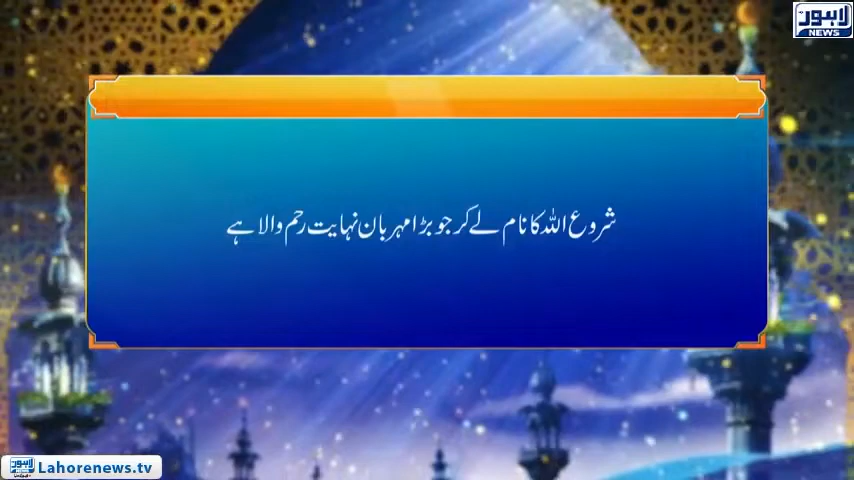 لاہور
NEWS
شروع اللہ کا نام لے کر جو بڑا مہربان نہایت رحم والا ہے
لاہور
Lahorenews.tv